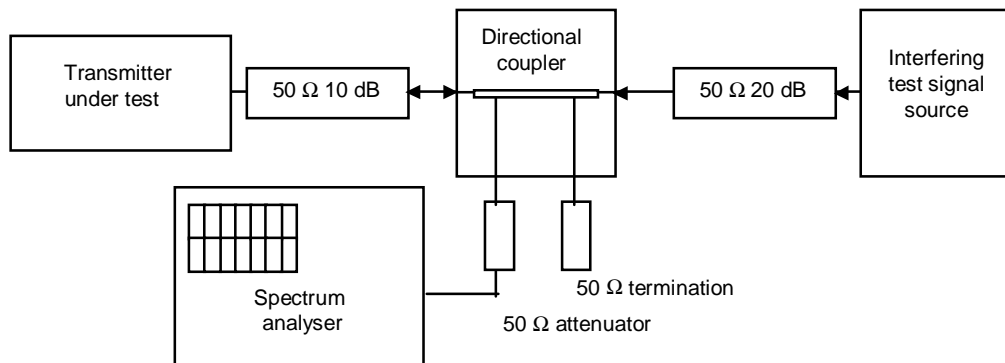 Transmitter
under test
50 Ω 10 dB
Directional
coupler
50 Ω 20 dB
Interfering
test signal
source
Spectrum
analyser
50 Ω termination
50 Ω attenuator